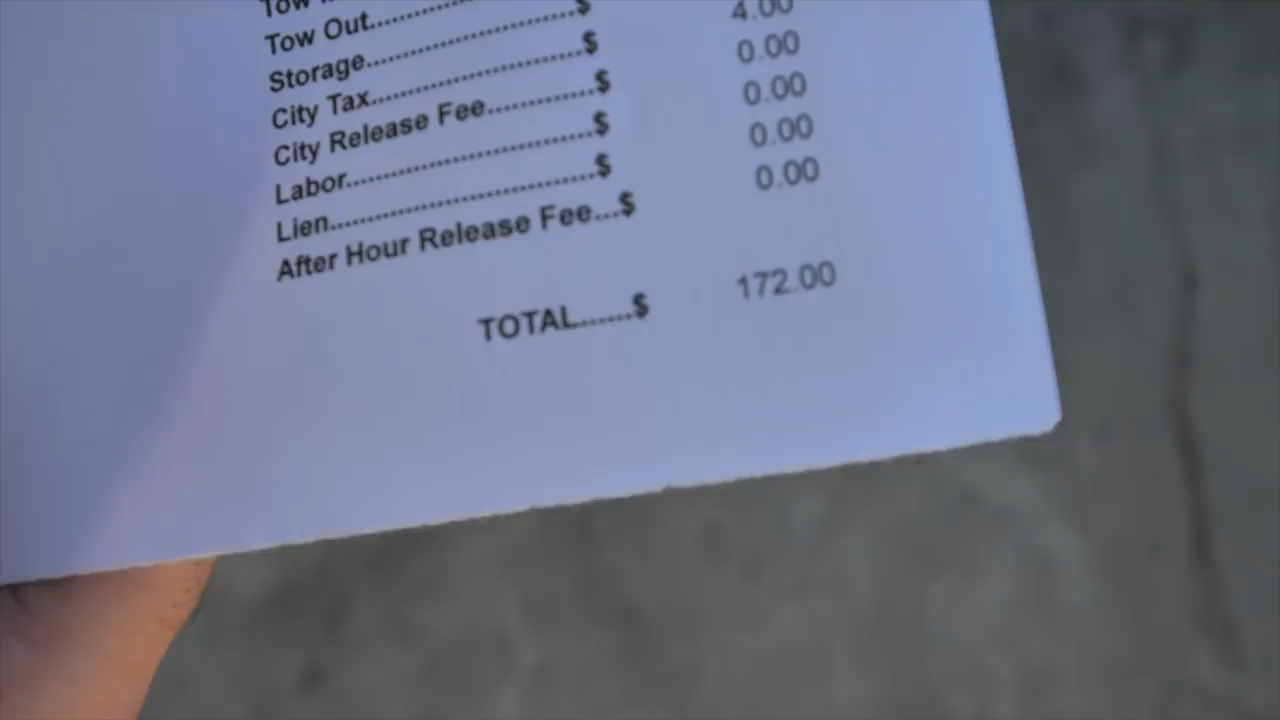 Tow
Tow Out..................
Storage..............................$
City Tax..............................$ 4.00
City Release Fee................$ 0.00
Labor..................................$ 0.00
Lien....................................$ 0.00
After Hour Release Fee...$ 0.00
TOTAL......$ 172.00